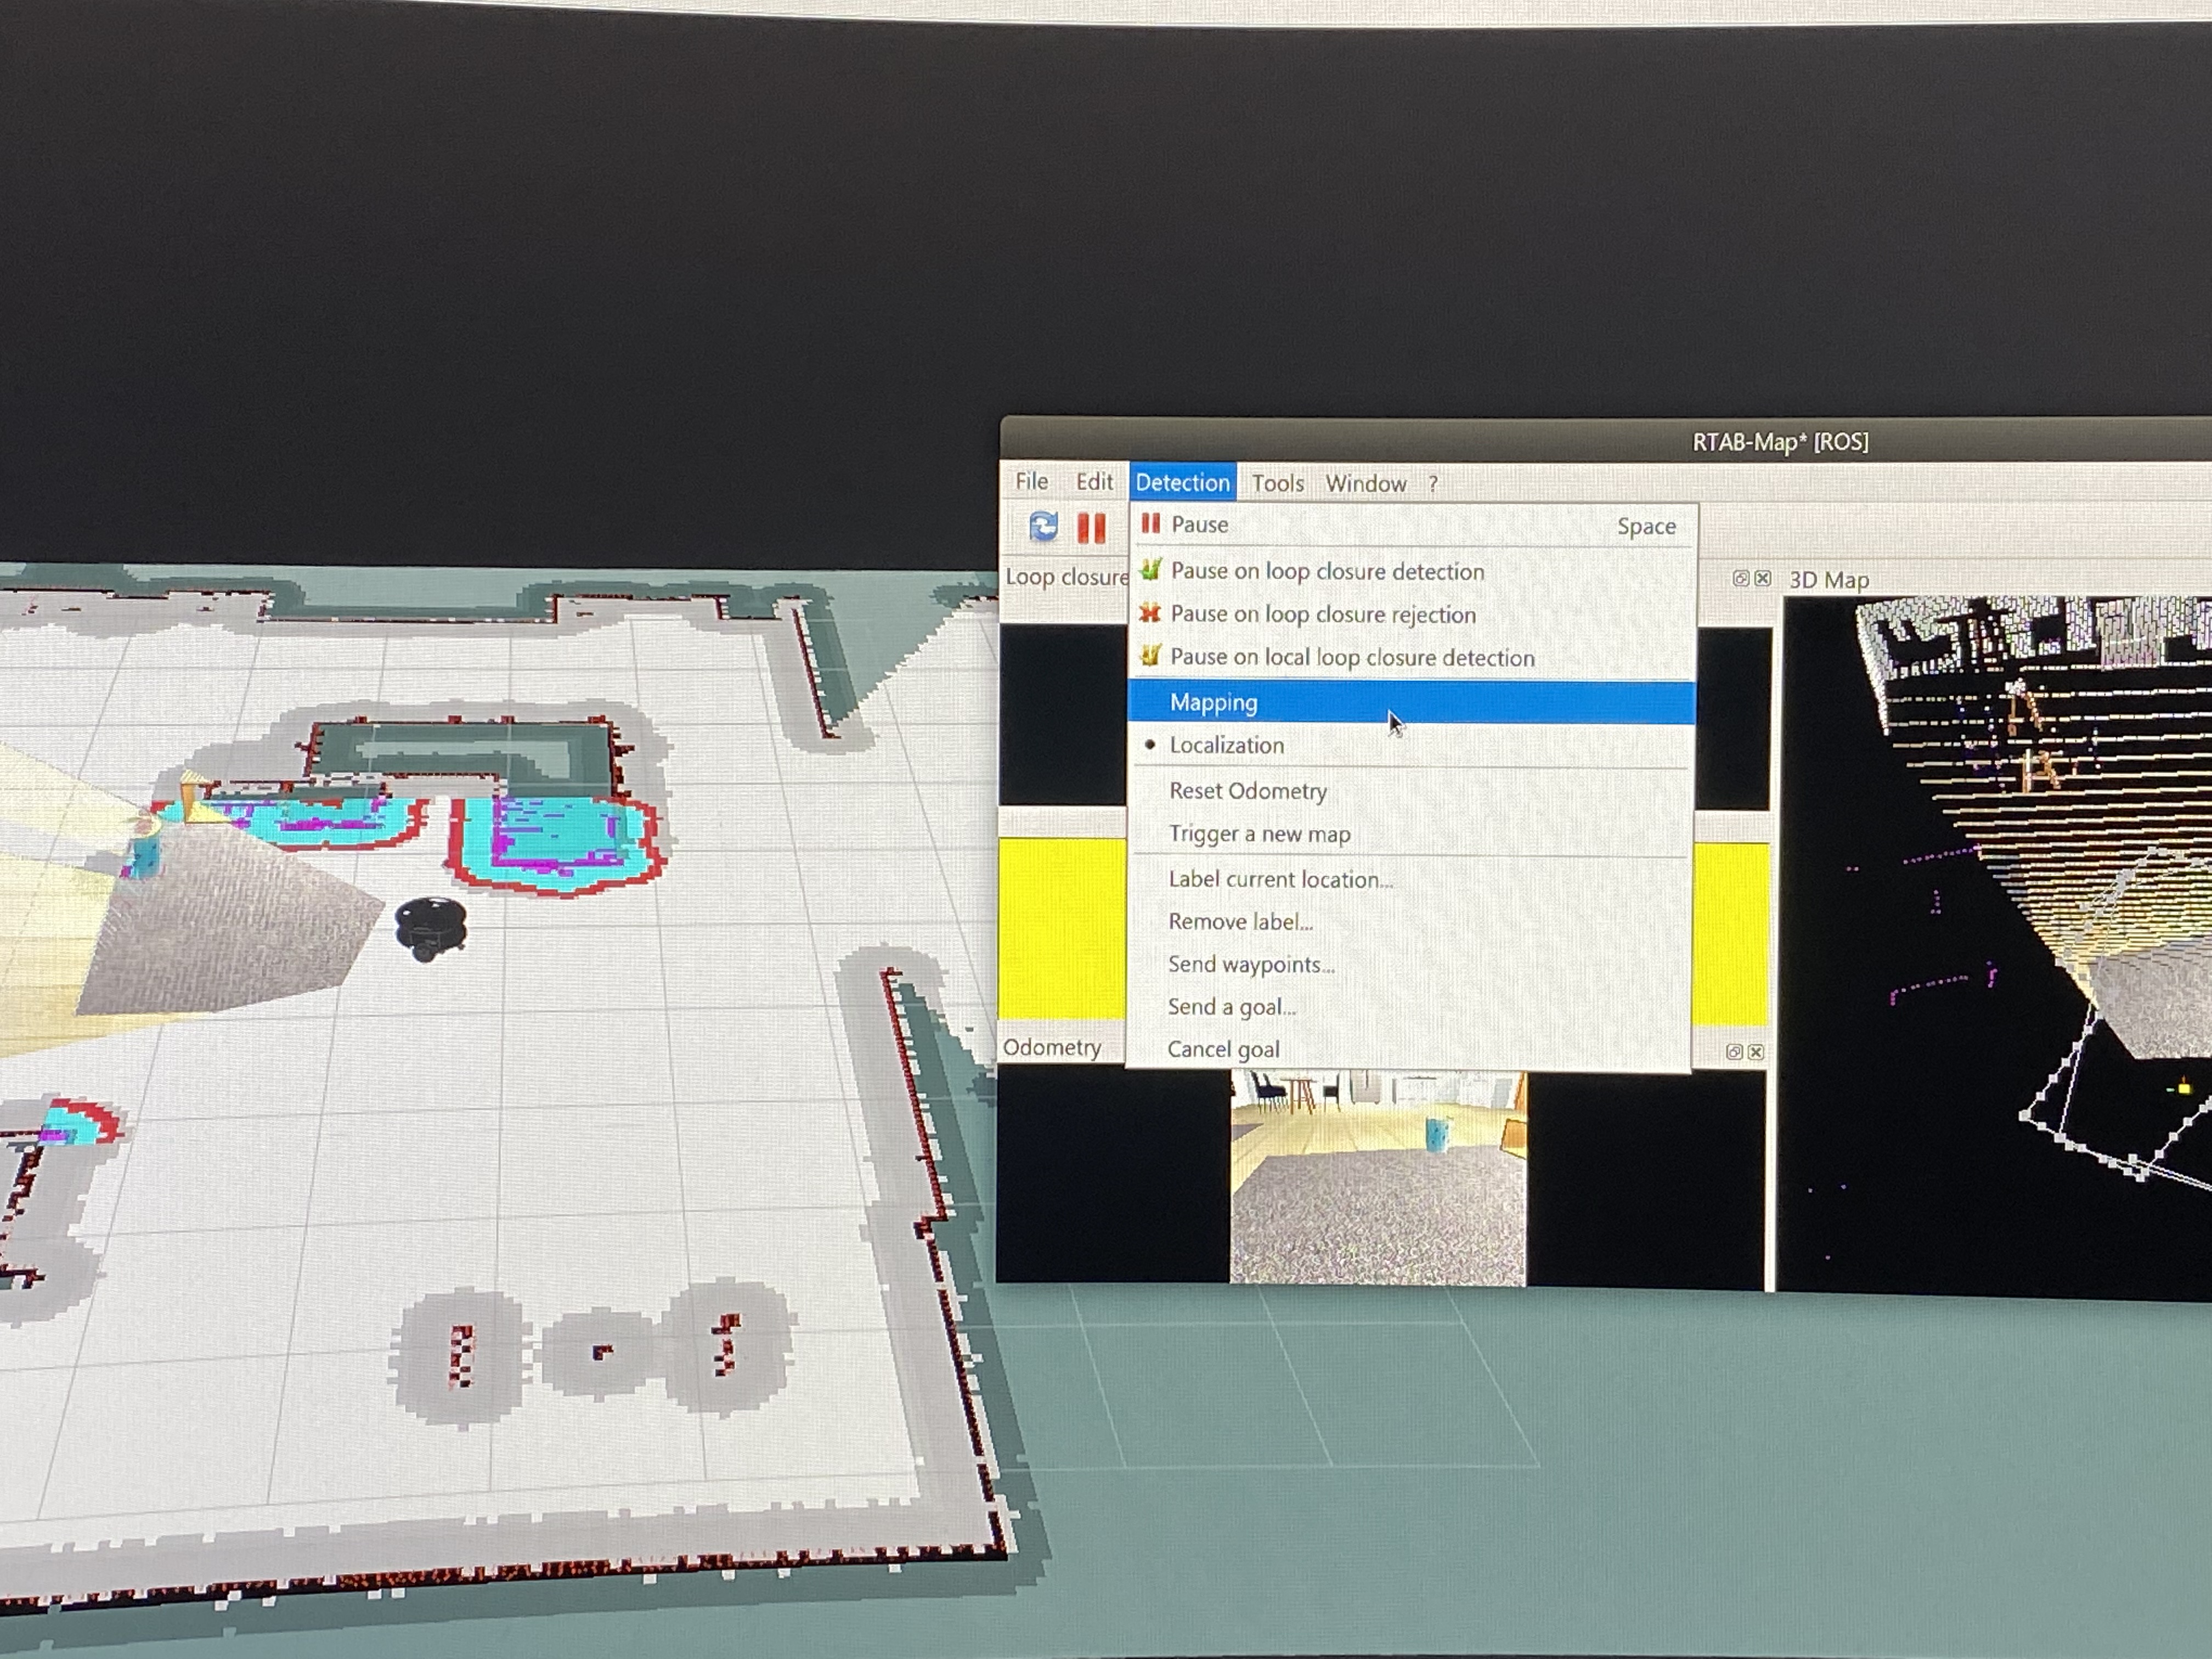 RTAB-Map* [ROS]
File Edit Detection Tools Window ?
Pause Space
Loop closure
Pause on loop closure detection
3D Map
Pause on loop closure rejection
Pause on local loop closure detection
Mapping
Localization
Reset Odometry
Trigger a new map
Label current location...
Remove label...
Send waypoints...
Send a goal...
Odometry
Cancel goal